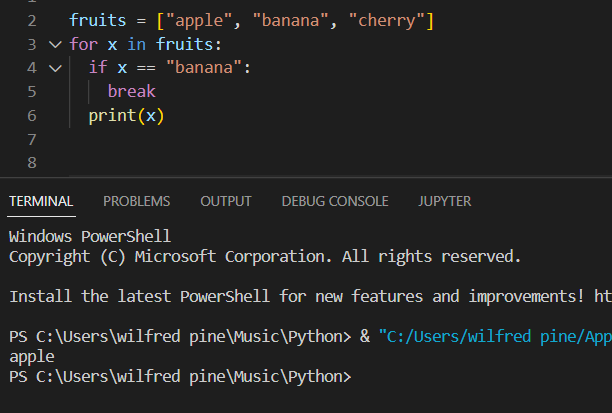 2 fruits = ["apple", "banana", "cherry"]
3 for x in fruits:
4 if x == "banana":
5 break
6 print(x)
7
8
TERMINAL PROBLEMS OUTPUT DEBUG CONSOLE JUPYTER
Windows PowerShell
Copyright (C) Microsoft Corporation. All rights reserved.
Install the latest PowerShell for new features and improvements! ht
PS C:\Users\wilfred pine\Music\Python> & "C:/Users/wilfred pine/App
apple
PS C:\Users\wilfred pine\Music\Python>